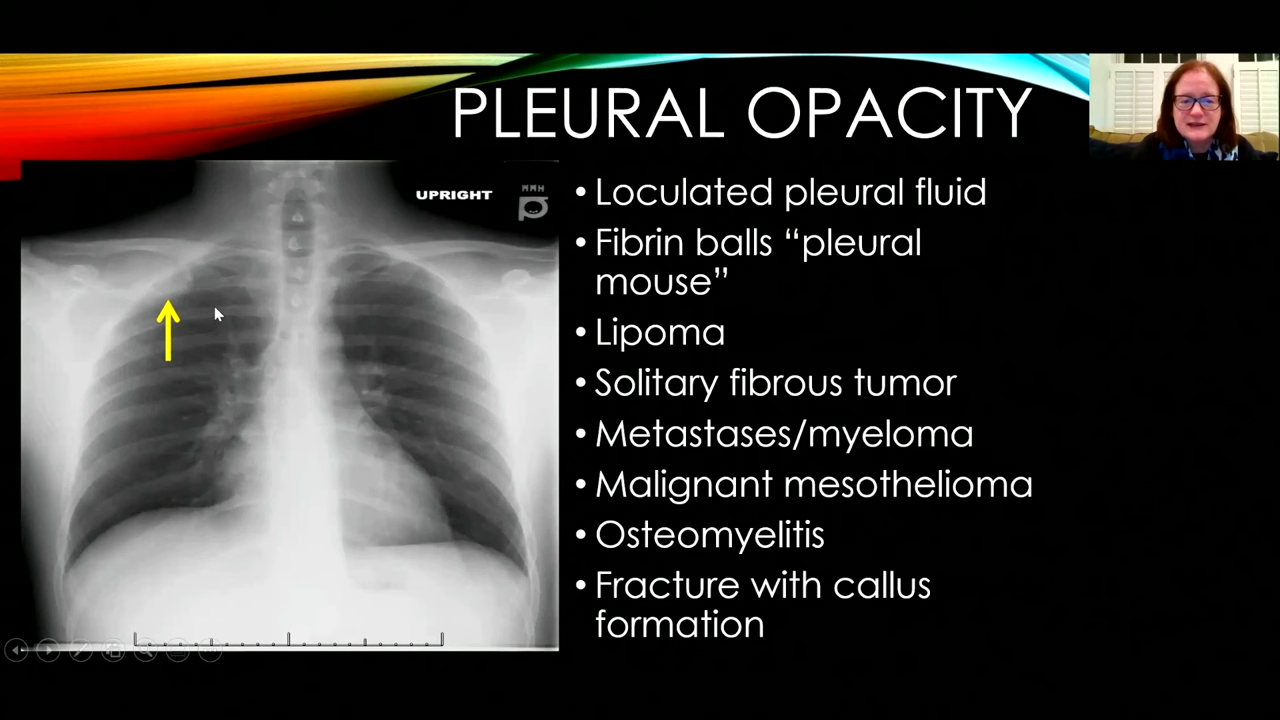 PLEURAL OPACITY
UPRIGHT
MMH
• Loculated pleural fluid
• Fibrin balls “pleural
mouse”
• Lipoma
• Solitary fibrous tumor
• Metastases/myeloma
• Malignant mesothelioma
• Osteomyelitis
• Fracture with callus
formation